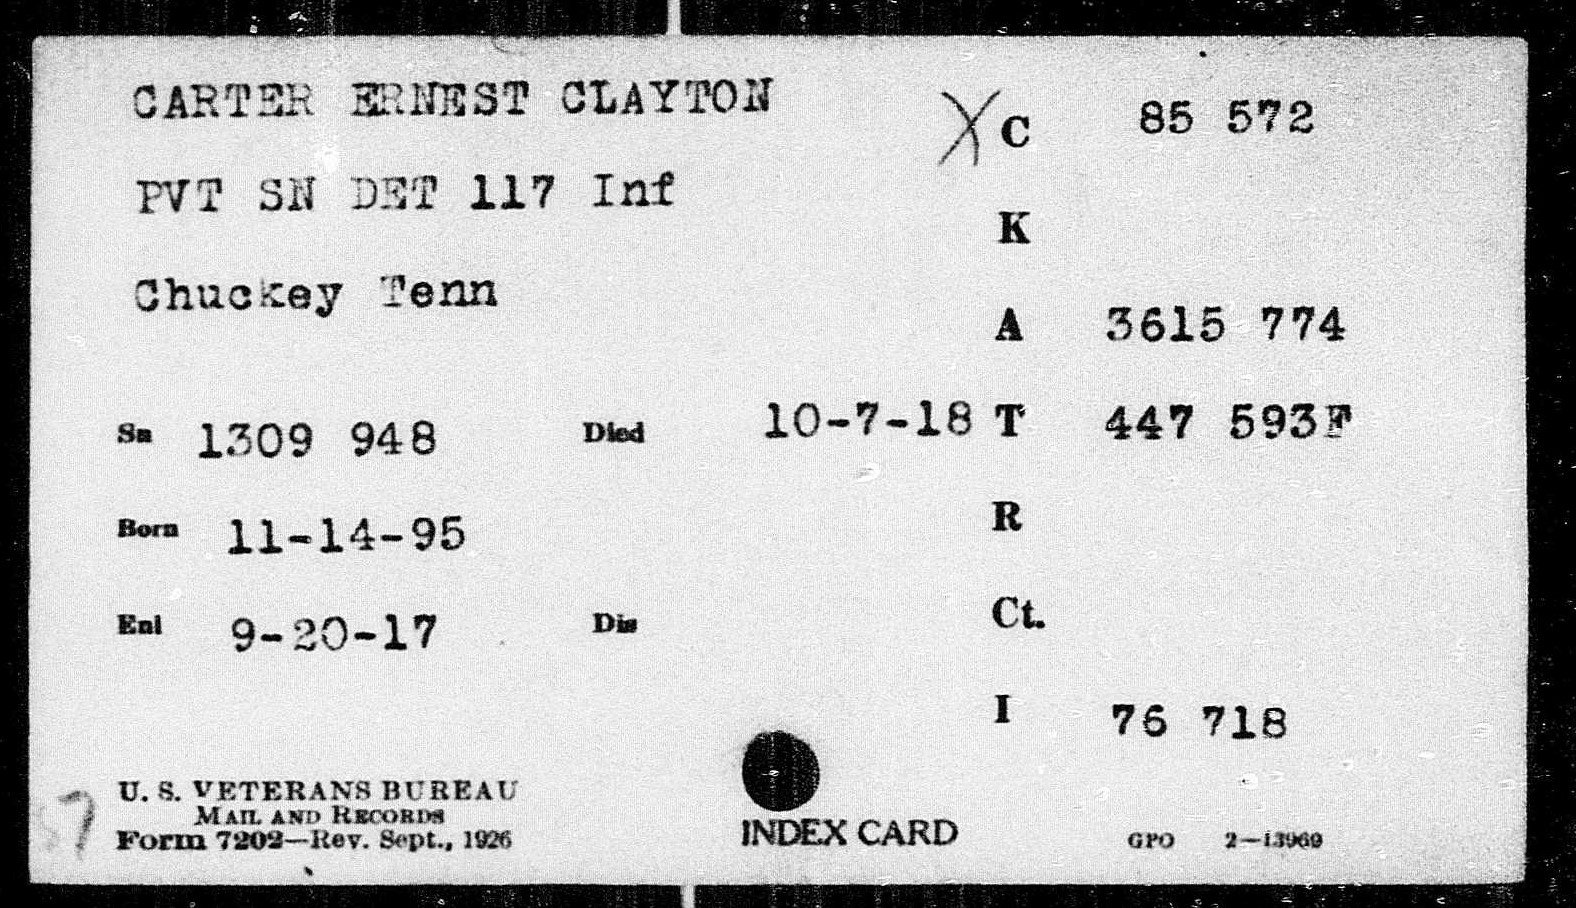 CARTER ERNEST CLAYTON
X C 85 572
PVT SN DET 117 Inf
K
Chuckey Tenn
A 3615 774
Sn 1309 948 Died 10-7-18 T 447 593F
Born 11-14-95
R
Enl 9-20-17 Dis
Ct.
I 76 718
U. S. VETERANS BUREAU
MAIL AND RECORDS
Form 7202—Rev. Sept., 1926
INDEX CARD
GPO 2—13969